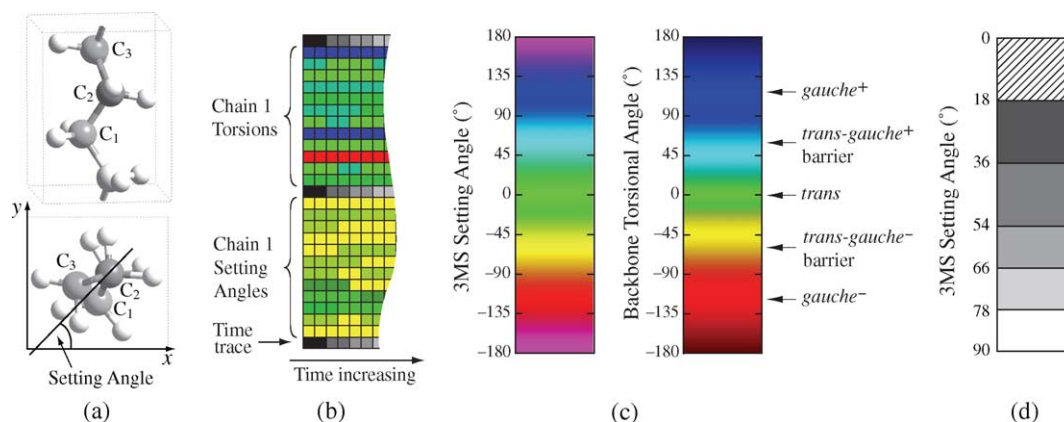 C3
C2
C1
y
C3
C2
C1
x
Setting Angle
(a)
Chain 1
Torsions
Chain 1
Setting
Angles
Time
trace
Time increasing
(b)
3MS Setting Angle (°)
180
135
90
45
0
−45
−90
−135
−180
Backbone Torsional Angle (°)
180
135
90
45
0
−45
−90
−135
−180
gauche+
trans-gauche+
barrier
trans
trans-gauche−
barrier
gauche−
(c)
3MS Setting Angle (°)
0
18
36
54
66
78
90
(d)